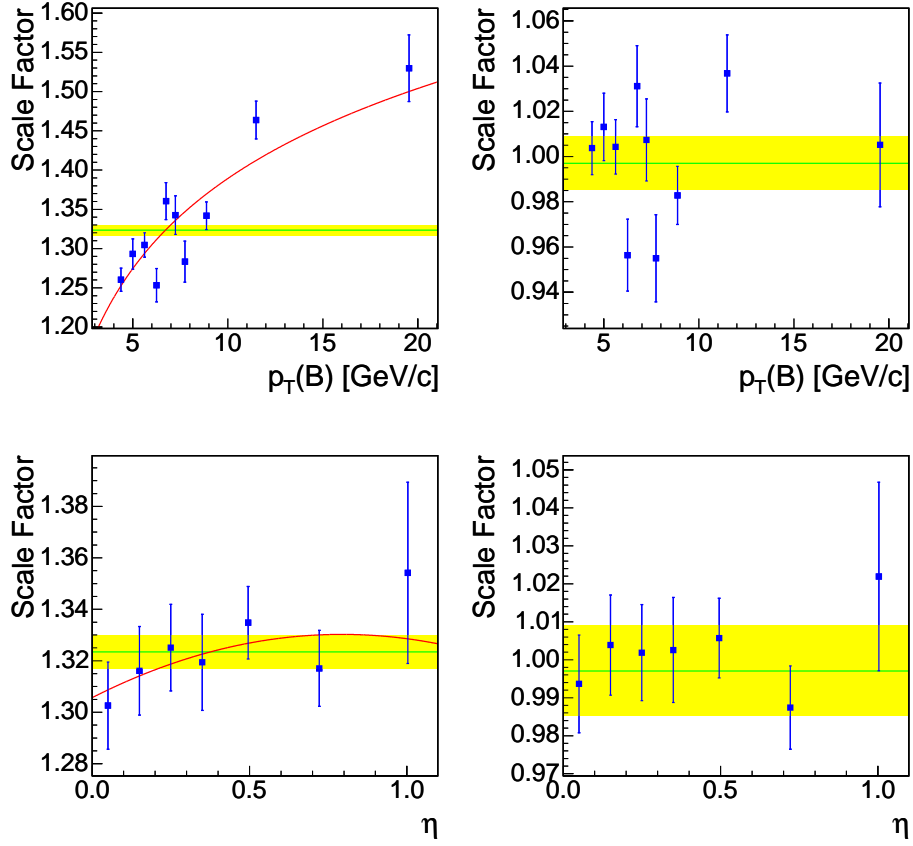 Scale Factor
1.60
1.55
1.50
1.45
1.40
1.35
1.30
1.25
1.20
5 10 15 20
p_T(B) [GeV/c]
Scale Factor
1.06
1.04
1.02
1.00
0.98
0.96
0.94
5 10 15 20
p_T(B) [GeV/c]
Scale Factor
1.38
1.36
1.34
1.32
1.30
1.28
0.0 0.5 1.0
η
Scale Factor
1.05
1.04
1.03
1.02
1.01
1.00
0.99
0.98
0.97
0.0 0.5 1.0
η